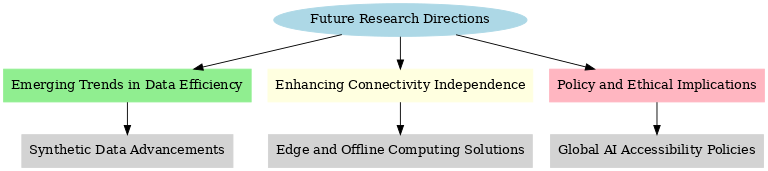 Future Research Directions
Emerging Trends in Data Efficiency
Enhancing Connectivity Independence
Policy and Ethical Implications
Synthetic Data Advancements
Edge and Offline Computing Solutions
Global AI Accessibility Policies